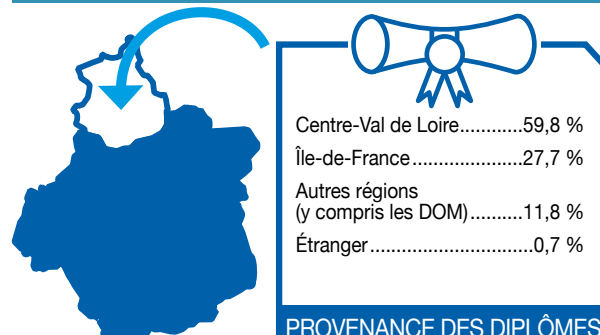 Centre-Val de Loire............59,8 %
Île-de-France.....................27,7 %
Autres régions
(y compris les DOM)..........11,8 %
Étranger...............................0,7 %
PROVENANCE DES DIPLÔMES